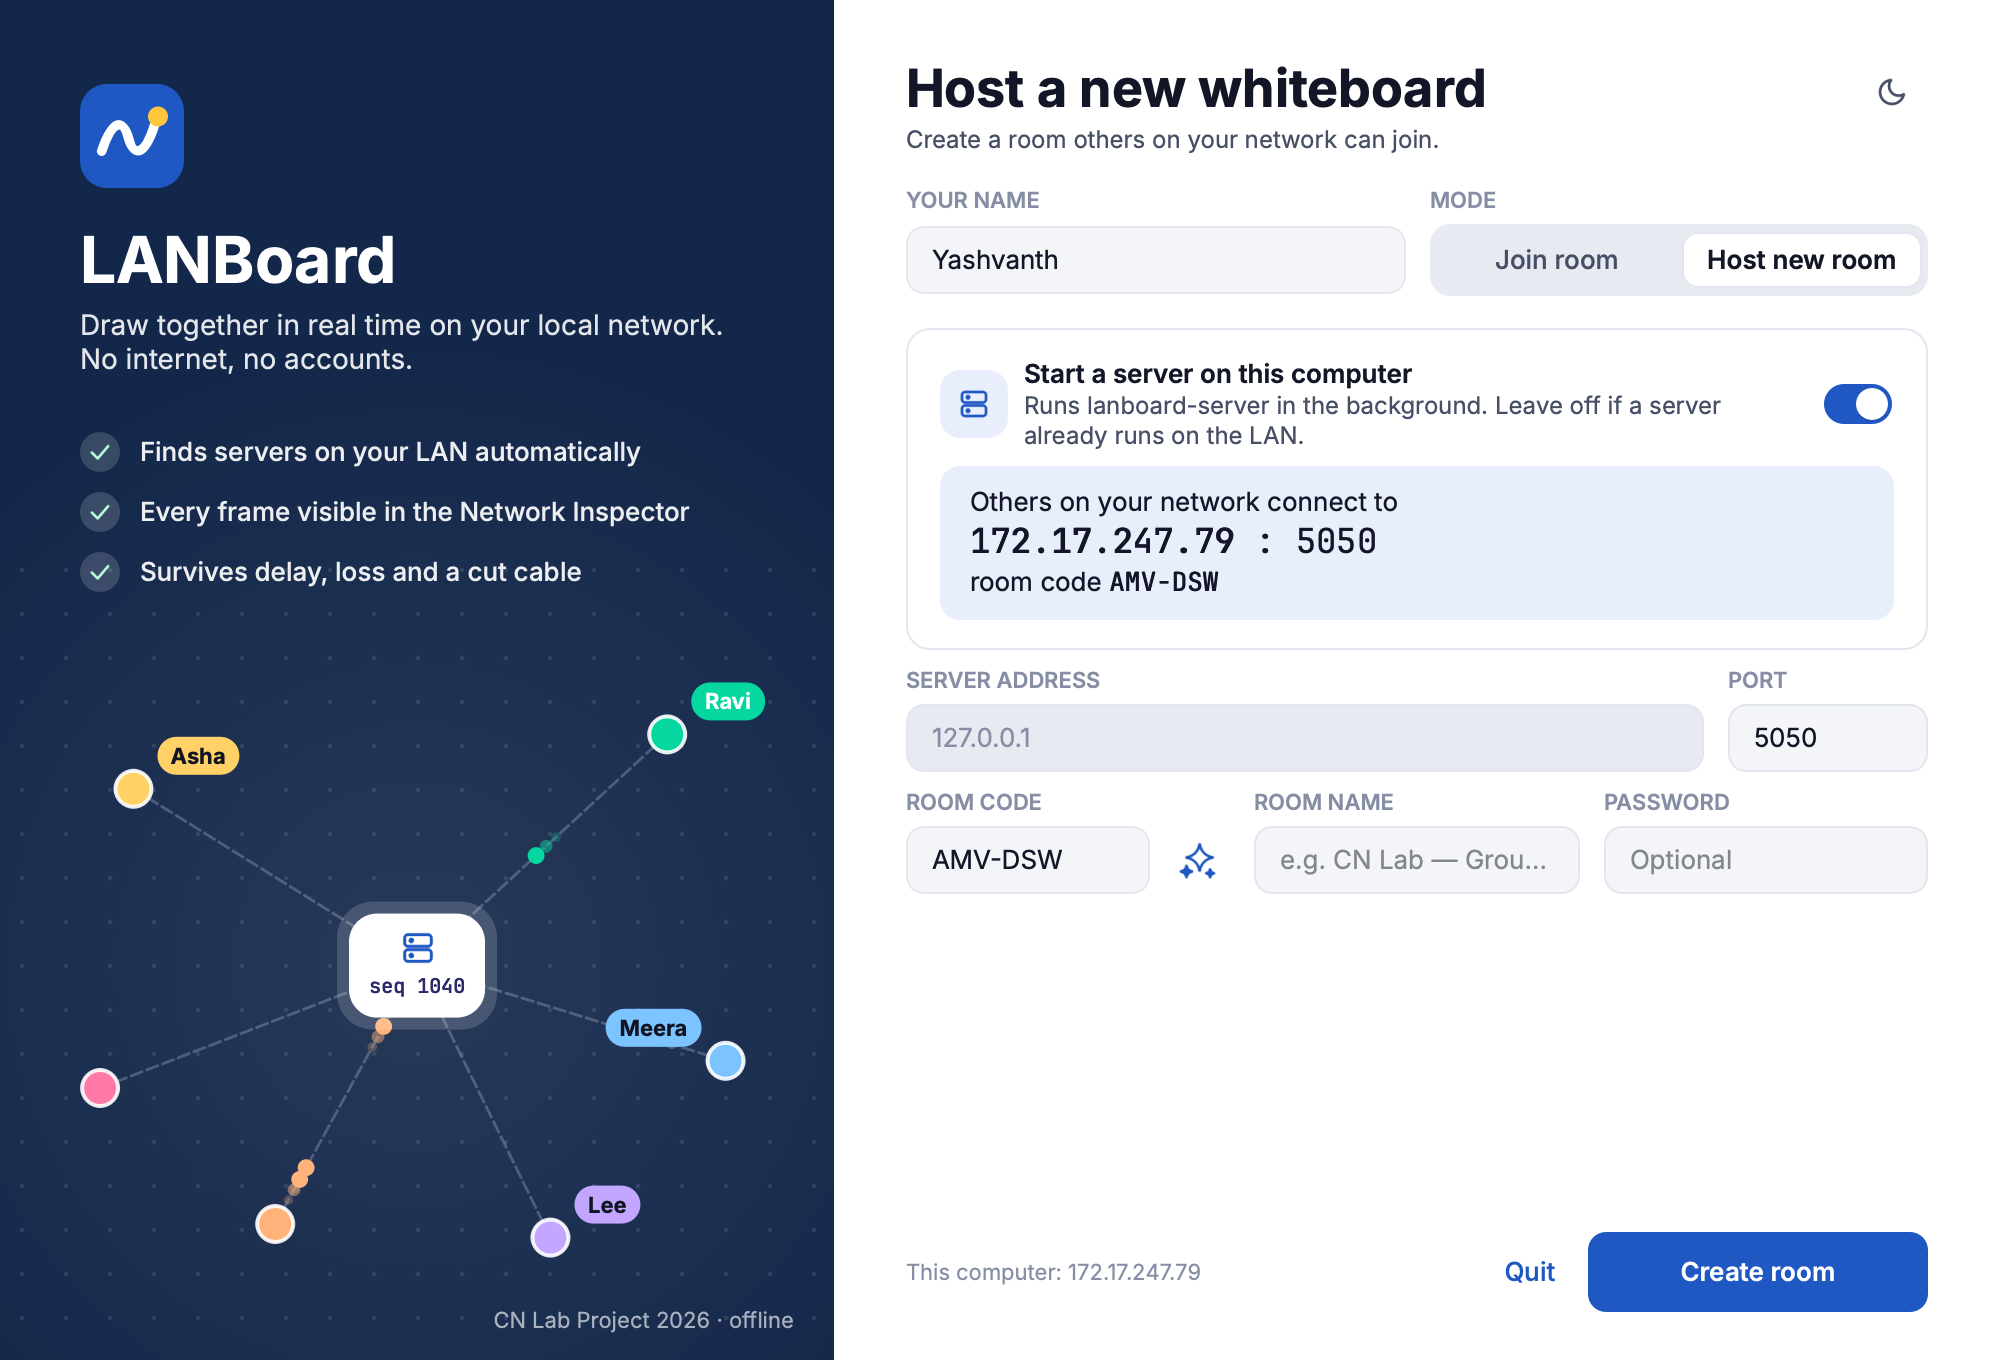 LANBoard
Draw together in real time on your local network.
No internet, no accounts.
Finds servers on your LAN automatically
Every frame visible in the Network Inspector
Survives delay, loss and a cut cable
Ravi
Asha
seq 1040
Meera
Lee
CN Lab Project 2026 · offline
Host a new whiteboard
Create a room others on your network can join.
YOUR NAME
Yashvanth
MODE
Join room
Host new room
Start a server on this computer
Runs lanboard-server in the background. Leave off if a server
already runs on the LAN.
Others on your network connect to
172.17.247.79 : 5050
room code AMV-DSW
SERVER ADDRESS
127.0.0.1
PORT
5050
ROOM CODE
AMV-DSW
ROOM NAME
e.g. CN Lab — Grou...
PASSWORD
Optional
This computer: 172.17.247.79
Quit
Create room